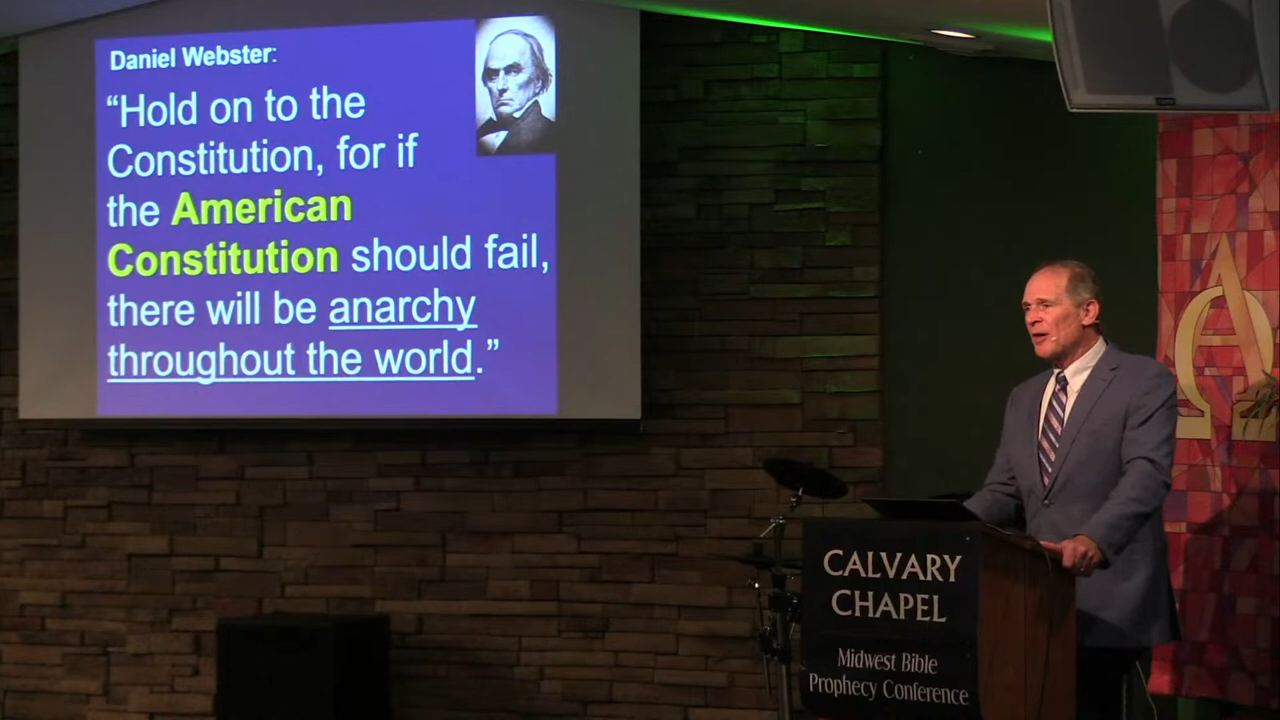 Daniel Webster:
“Hold on to the
Constitution, for if
the American
Constitution should fail,
there will be anarchy
throughout the world.”
CALVARY
CHAPEL
Midwest Bible
Prophecy Conference